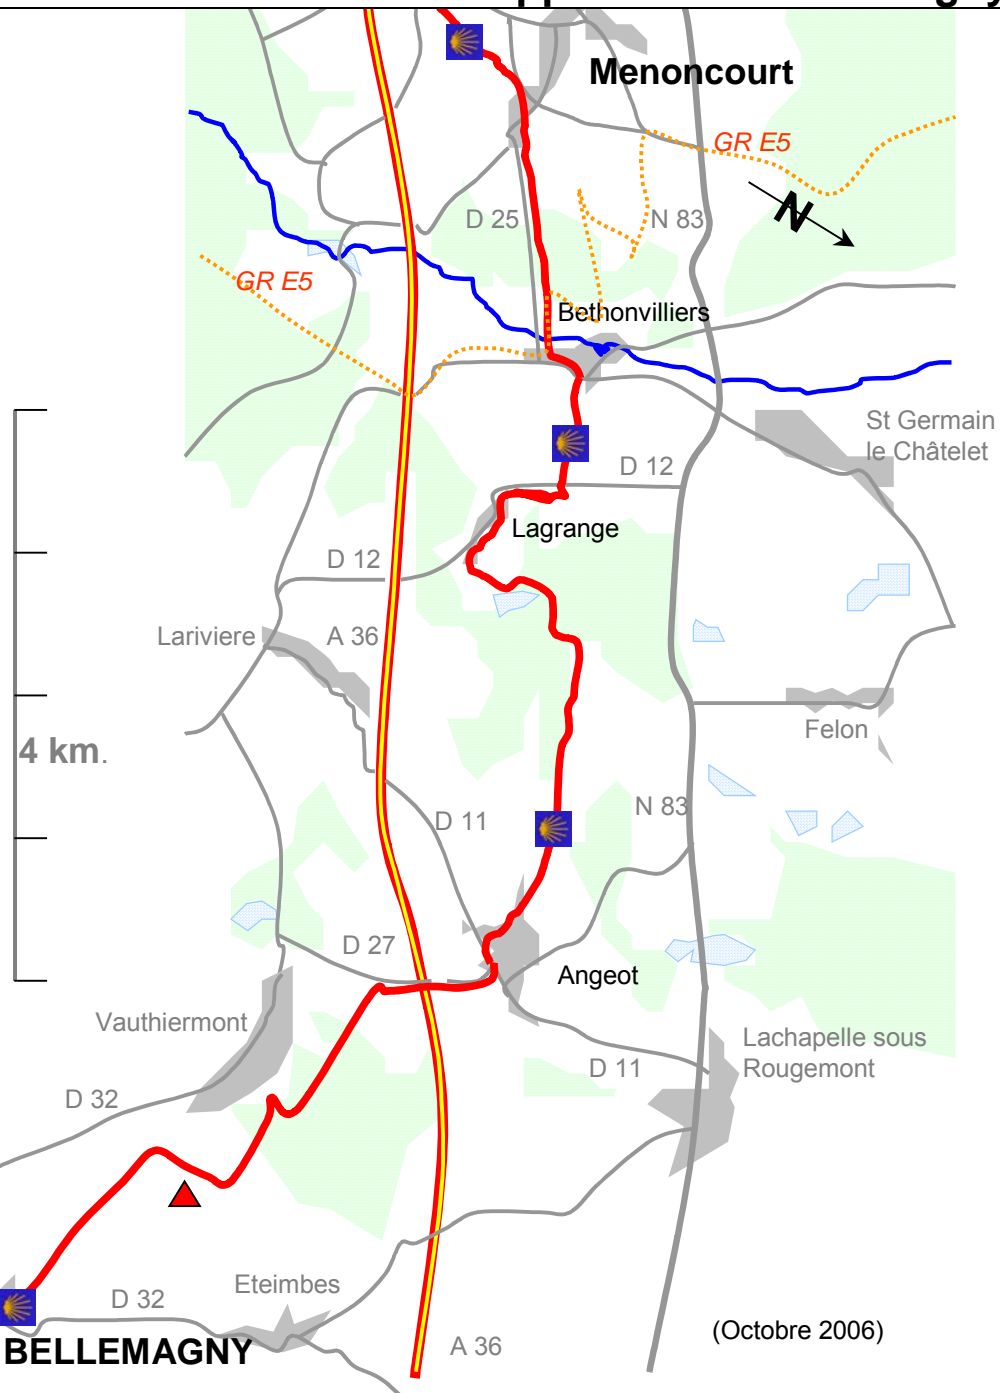 Menoncourt
GR E5
D 25
N 83
N
GR E5
Bethonvilliers
St Germain
le Châtelet
D 12
Lagrange
D 12
Lariviere
A 36
Felon
4 km.
N 83
D 11
D 27
Angeot
Vauthiermont
Lachapelle sous
Rougemont
D 11
D 32
Eteimbes
D 32
(Octobre 2006)
BELLEMAGNY
A 36